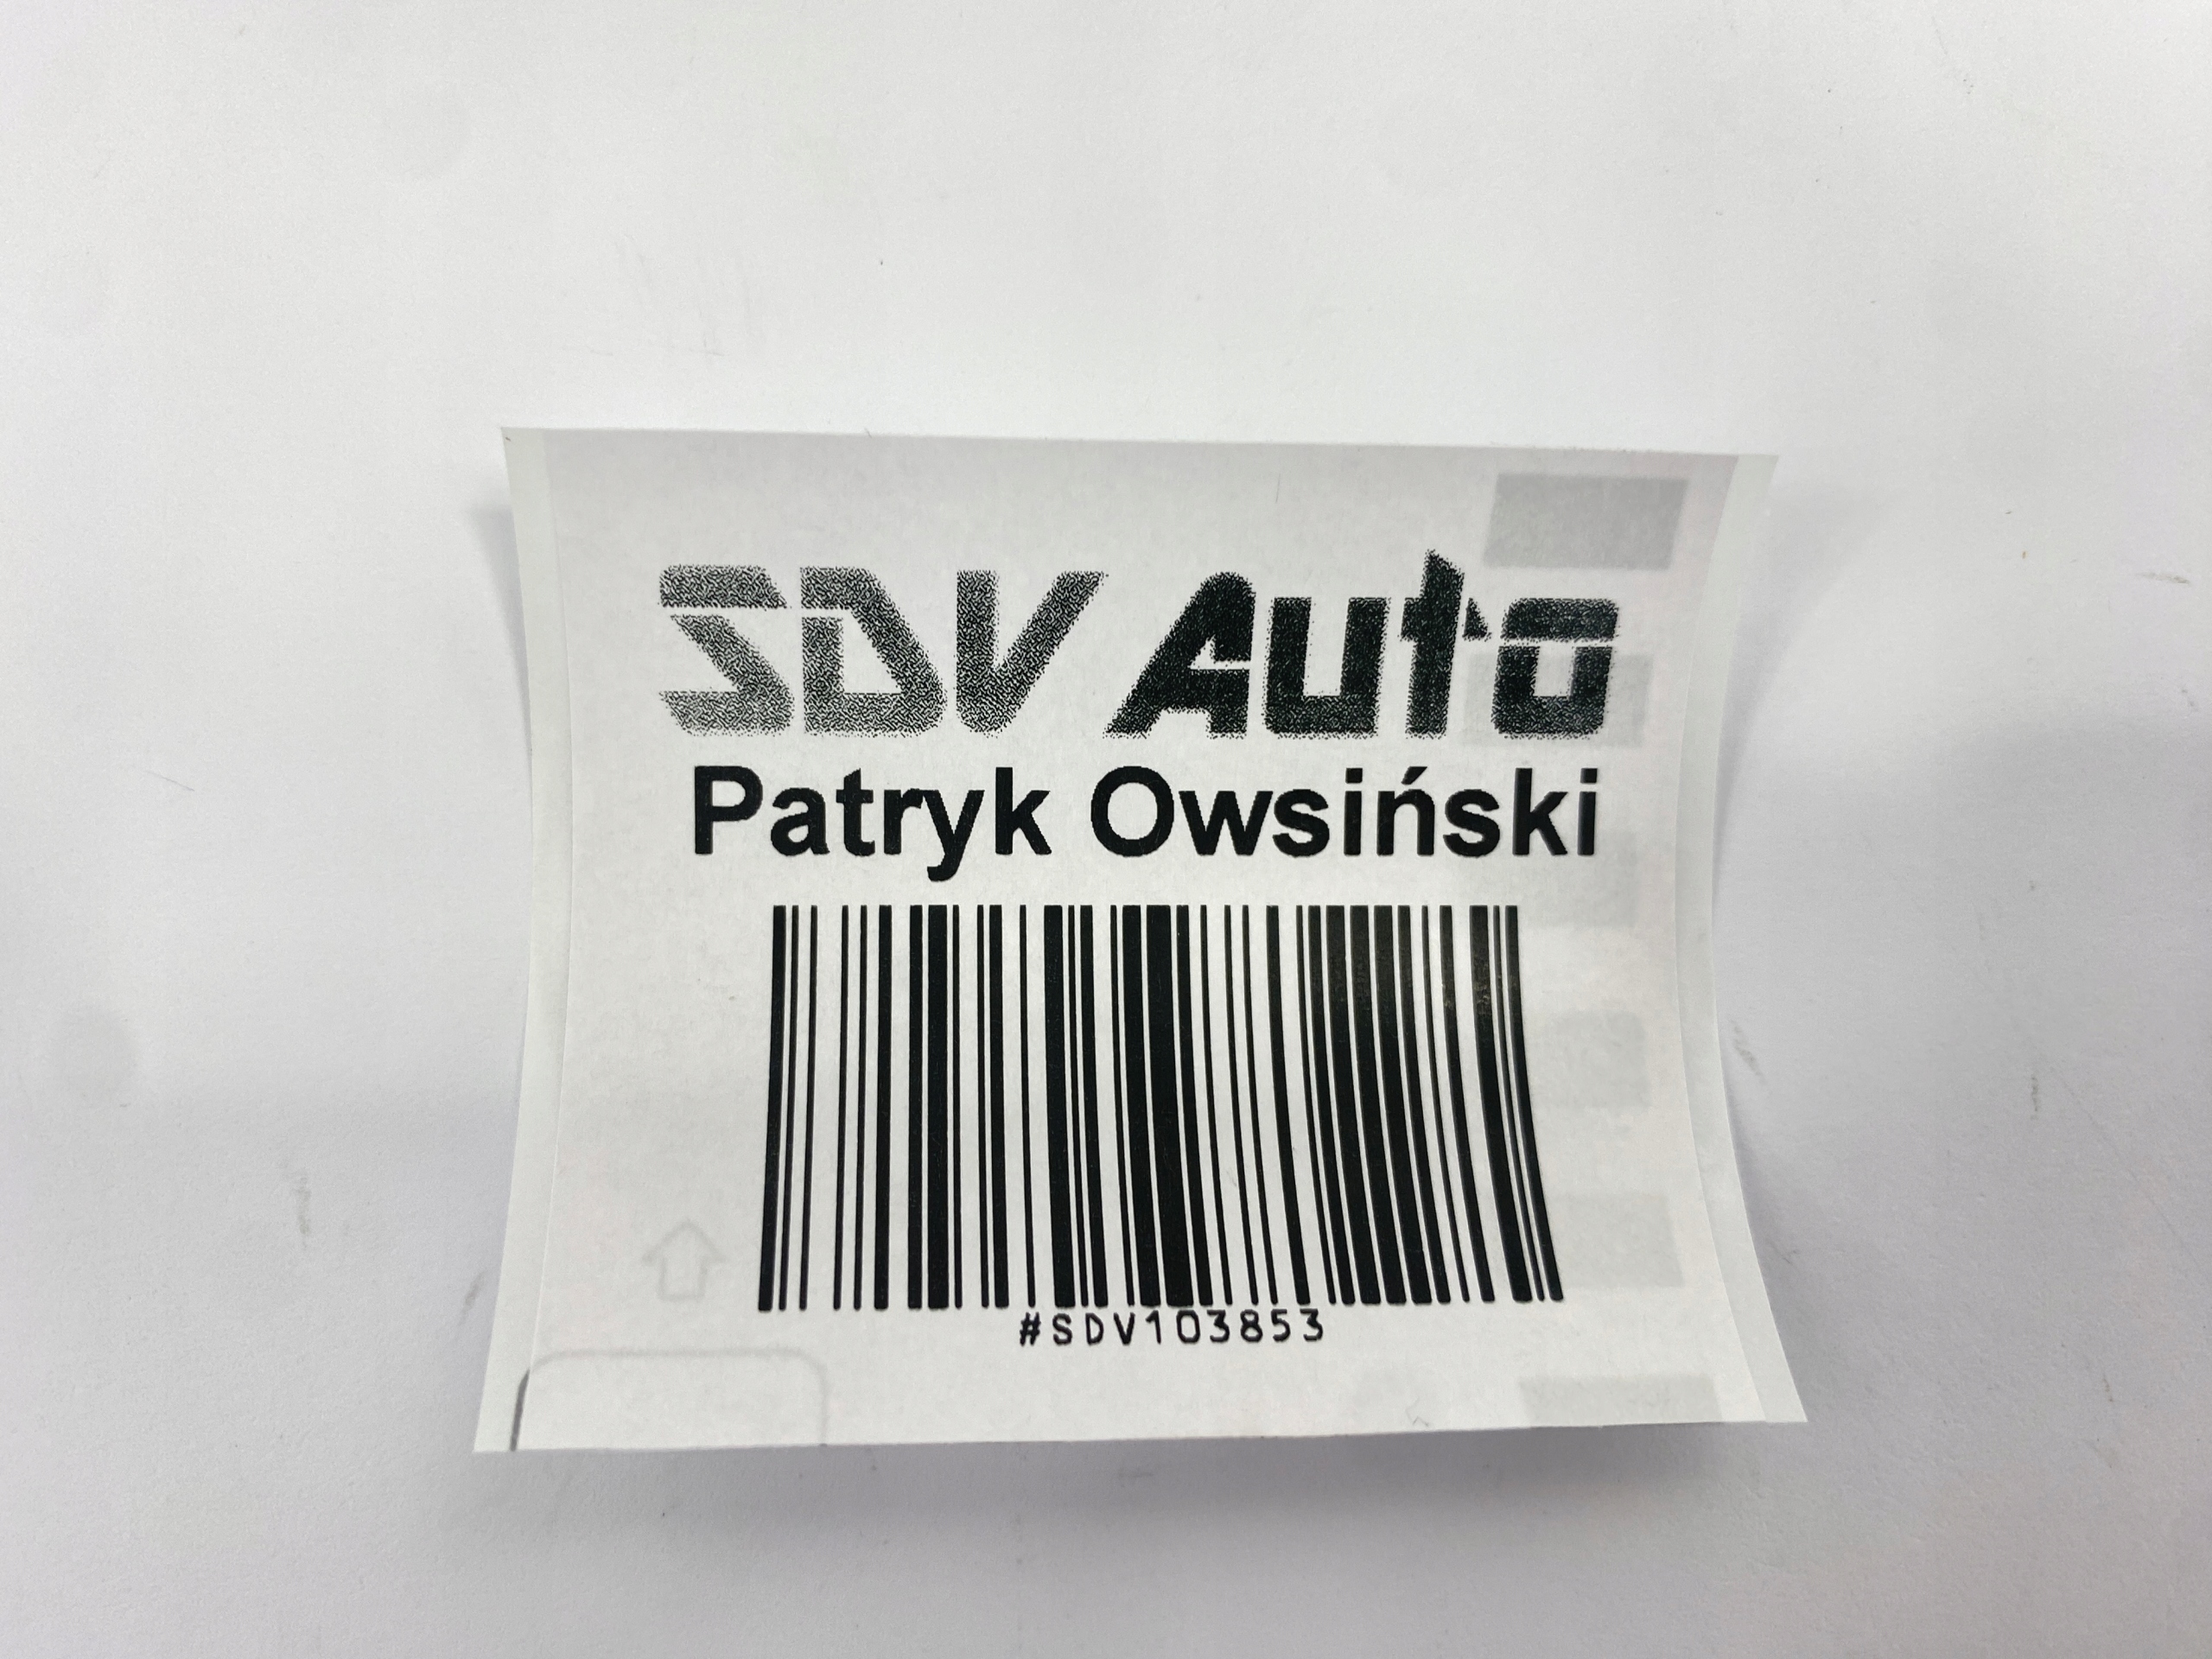 SDV Auto
Patryk Owsiński
#SDV103853